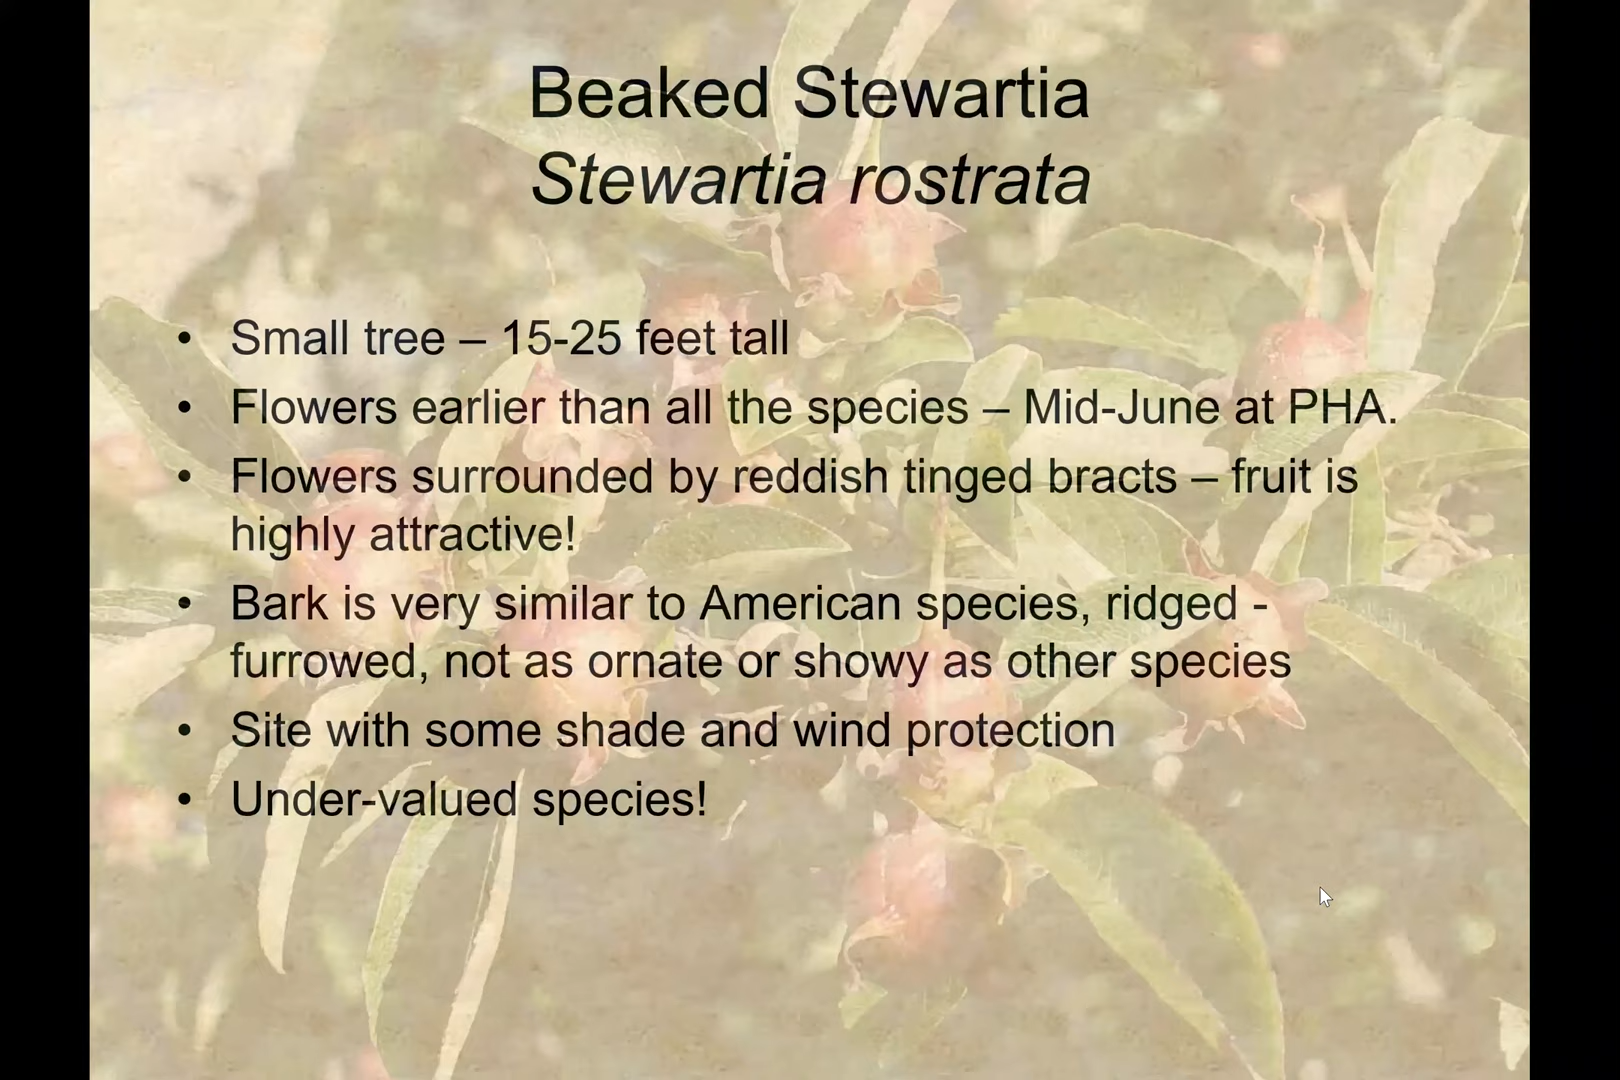 Beaked Stewartia
Stewartia rostrata
• Small tree – 15-25 feet tall
• Flowers earlier than all the species – Mid-June at PHA.
• Flowers surrounded by reddish tinged bracts – fruit is
highly attractive!
• Bark is very similar to American species, ridged -
furrowed, not as ornate or showy as other species
• Site with some shade and wind protection
• Under-valued species!